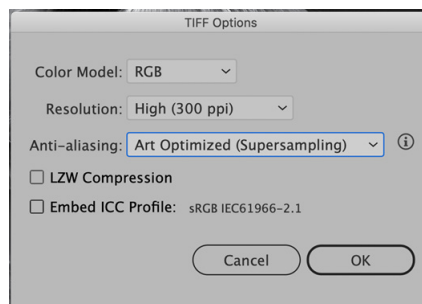 TIFF Options
Color Model: RGB
Resolution: High (300 ppi)
Anti-aliasing: Art Optimized (Supersampling)
LZW Compression
Embed ICC Profile: sRGB IEC61966-2.1
Cancel OK